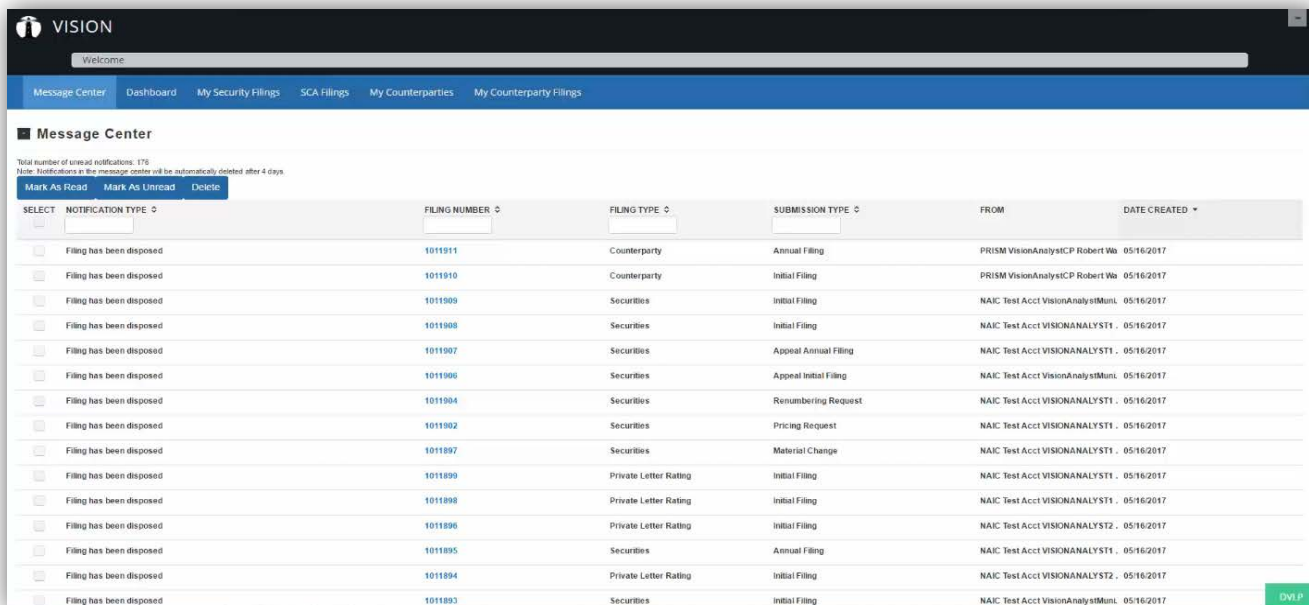 VISION
Welcome
Message Center Dashboard My Security Filings SCA Filings My Counterparties My Counterparty Filings
Message Center
Total number of unread notifications: 176
Note: Notifications in the message center will be automatically deleted after 4 days.
Mark As Read Mark As Unread Delete
SELECT NOTIFICATION TYPE FILING NUMBER FILING TYPE SUBMISSION TYPE FROM DATE CREATED
Filing has been disposed 1011911 Counterparty Annual Filing PRISM VisionAnalystCP Robert Wa 05/16/2017
Filing has been disposed 1011910 Counterparty Initial Filing PRISM VisionAnalystCP Robert Wa 05/16/2017
Filing has been disposed 1011909 Securities Initial Filing NAIC Test Acct VisionAnalystMuni. 05/16/2017
Filing has been disposed 1011908 Securities Initial Filing NAIC Test Acct VISIONANALYST1 . 05/16/2017
Filing has been disposed 1011907 Securities Appeal Annual Filing NAIC Test Acct VISIONANALYST1 . 05/16/2017
Filing has been disposed 1011906 Securities Appeal Initial Filing NAIC Test Acct VisionAnalystMuni. 05/16/2017
Filing has been disposed 1011904 Securities Renumbering Request NAIC Test Acct VISIONANALYST1 . 05/16/2017
Filing has been disposed 1011902 Securities Pricing Request NAIC Test Acct VISIONANALYST1 . 05/16/2017
Filing has been disposed 1011897 Securities Material Change NAIC Test Acct VISIONANALYST1 . 05/16/2017
Filing has been disposed 1011899 Private Letter Rating Initial Filing NAIC Test Acct VISIONANALYST1 . 05/16/2017
Filing has been disposed 1011898 Private Letter Rating Initial Filing NAIC Test Acct VISIONANALYST1 . 05/16/2017
Filing has been disposed 1011896 Private Letter Rating Initial Filing NAIC Test Acct VISIONANALYST2 . 05/16/2017
Filing has been disposed 1011895 Securities Annual Filing NAIC Test Acct VISIONANALYST1 . 05/16/2017
Filing has been disposed 1011894 Private Letter Rating Initial Filing NAIC Test Acct VISIONANALYST2 . 05/16/2017
Filing has been disposed 1011893 Securities Initial Filing NAIC Test Acct VisionAnalystMuni. 05/16/2017
DVLP